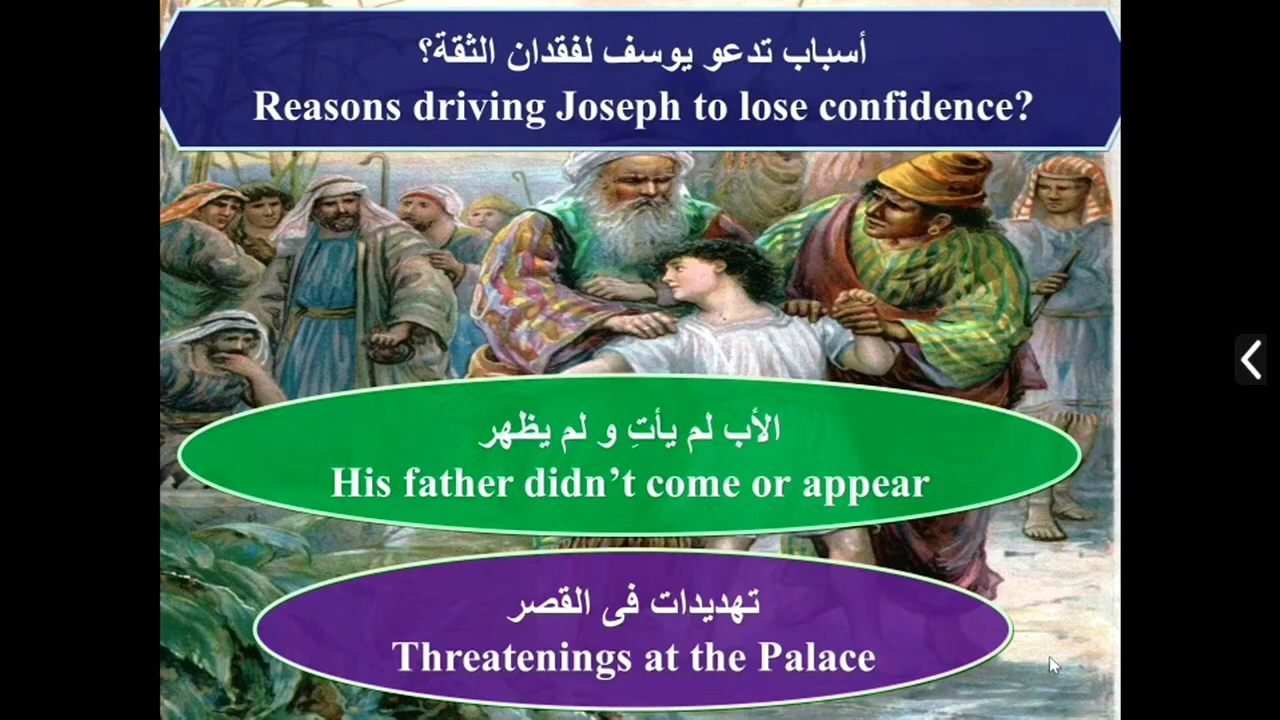 أسباب تدعو يوسف لفقدان الثقة؟
Reasons driving Joseph to lose confidence?
الأب لم يأتِ و لم يظهر
His father didn’t come or appear
تهديدات فى القصر
Threatenings at the Palace